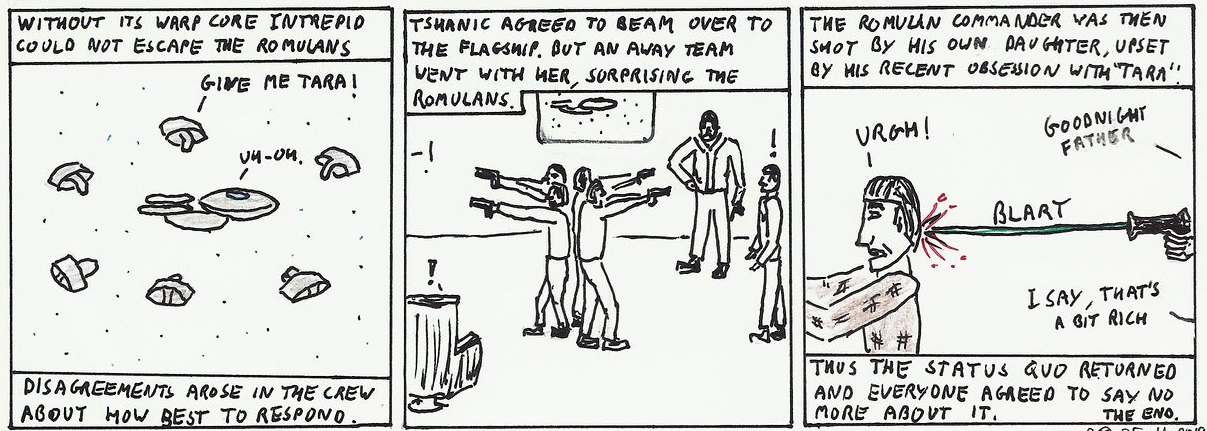 WITHOUT ITS WARP CORE INTREPID
COULD NOT ESCAPE THE ROMULANS
GIVE ME TARA!
UH-OH.
DISAGREEMENTS AROSE IN THE CREW
ABOUT HOW BEST TO RESPOND.
TSHANIC AGREED TO BEAM OVER TO
THE FLAGSHIP. BUT AN AWAY TEAM
WENT WITH HER, SURPRISING THE
ROMULANS.
-!
!
!
THE ROMULAN COMMANDER WAS THEN
SHOT BY HIS OWN DAUGHTER, UPSET
BY HIS RECENT OBSESSION WITH "TARA".
URGH!
GOODNIGHT
FATHER
BLART
I SAY, THAT'S
A BIT RICH
THUS THE STATUS QUO RETURNED
AND EVERYONE AGREED TO SAY NO
MORE ABOUT IT. THE END.